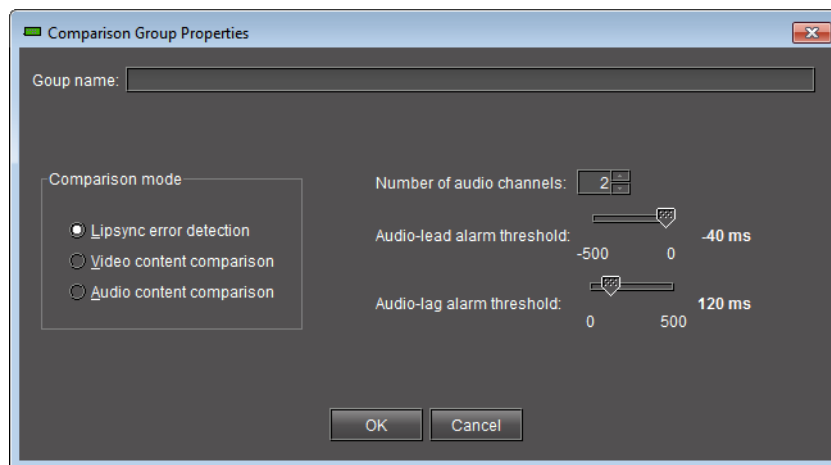 Comparison Group Properties
Goup name:
Comparison mode
Lipsync error detection
Video content comparison
Audio content comparison
Number of audio channels: 2
Audio-lead alarm threshold: -40 ms
-500 0
Audio-lag alarm threshold: 120 ms
0 500
OK Cancel